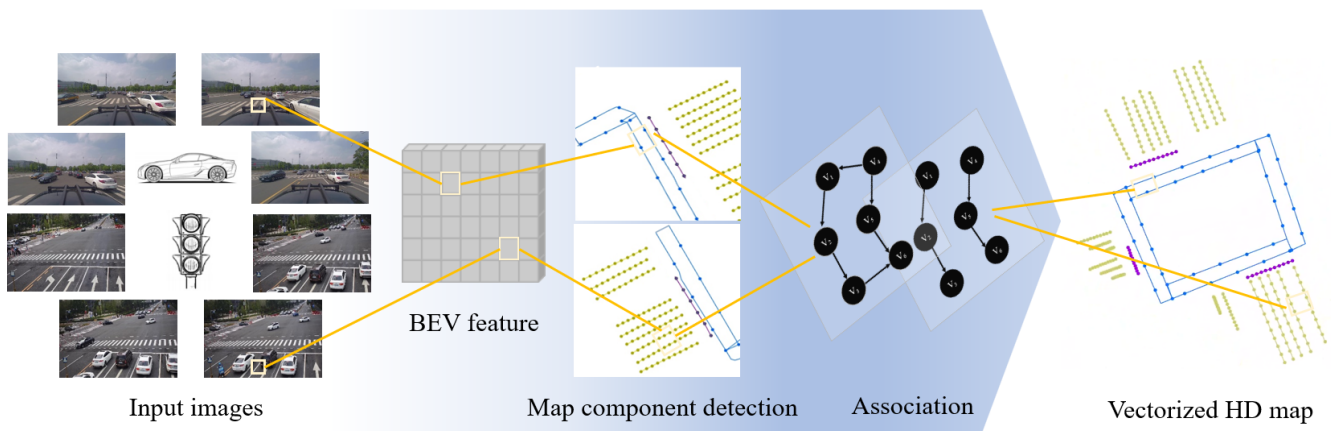 Input images
BEV feature
Map component detection
Association
Vectorized HD map